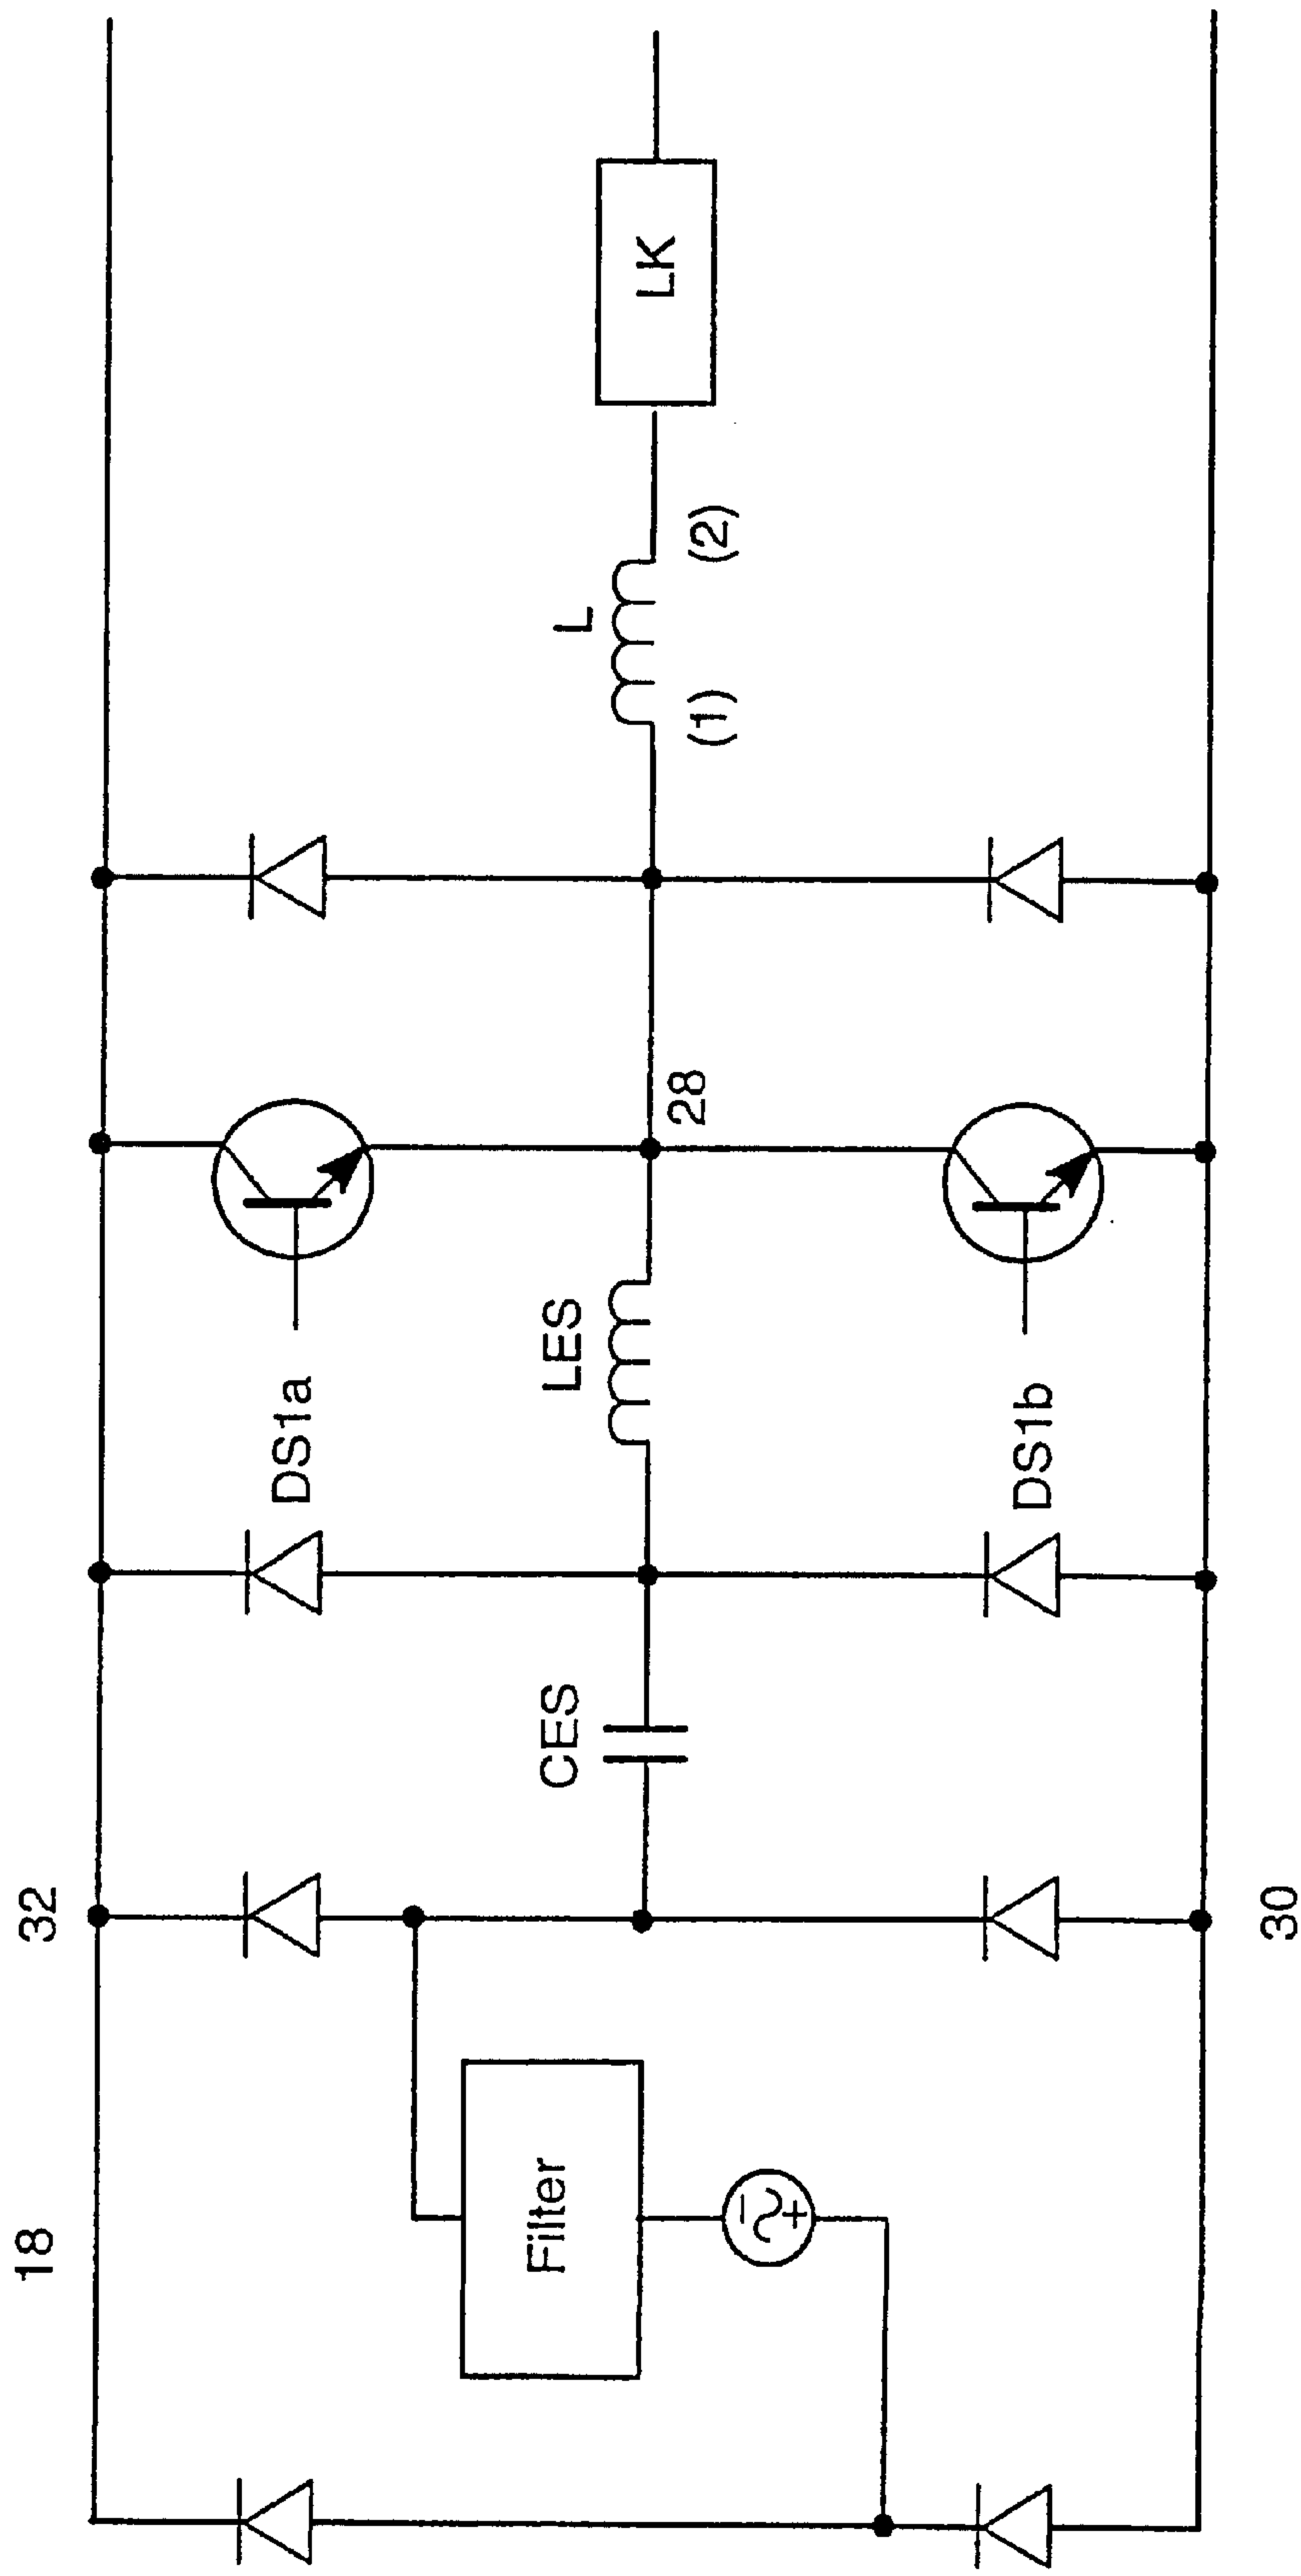 18
32
30
Filter
−
+
CES
DS1a
LES
DS1b
28
L
(1)
(2)
LK